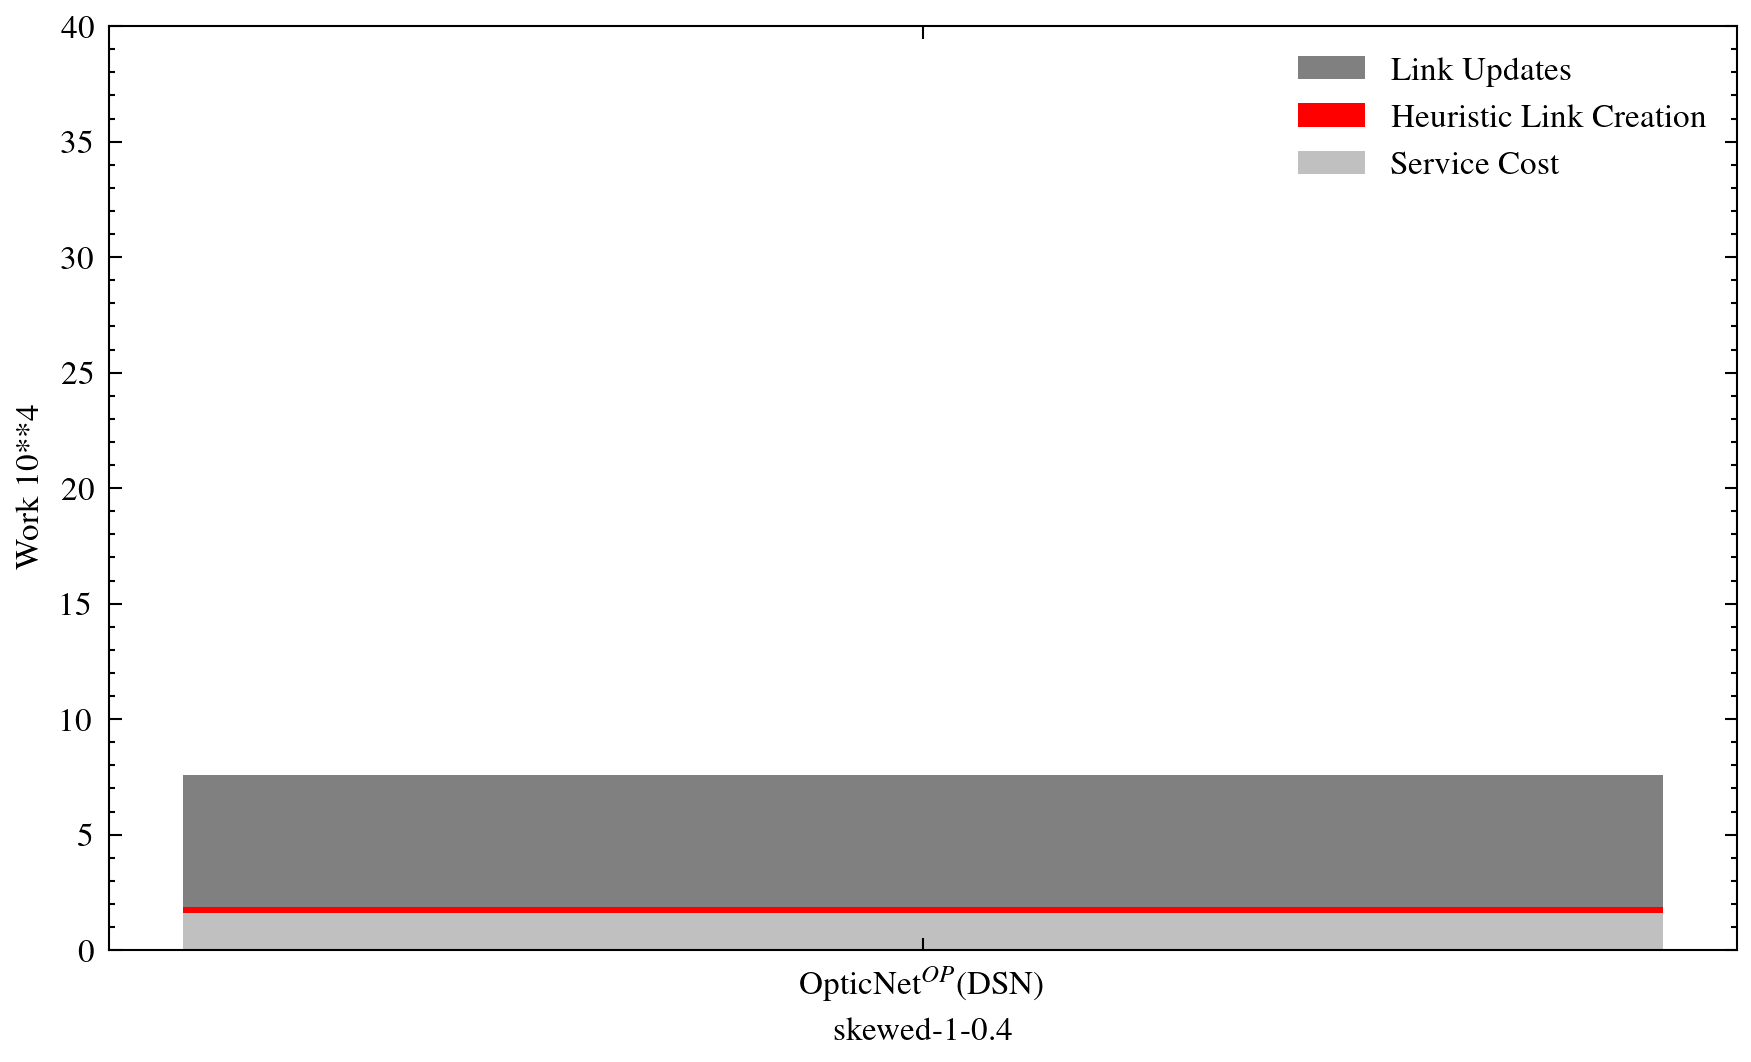 40
35
30
25
20
15
10
5
0
Work 10**4
Link Updates
Heuristic Link Creation
Service Cost
OpticNet^{OP}(DSN)
skewed-1-0.4